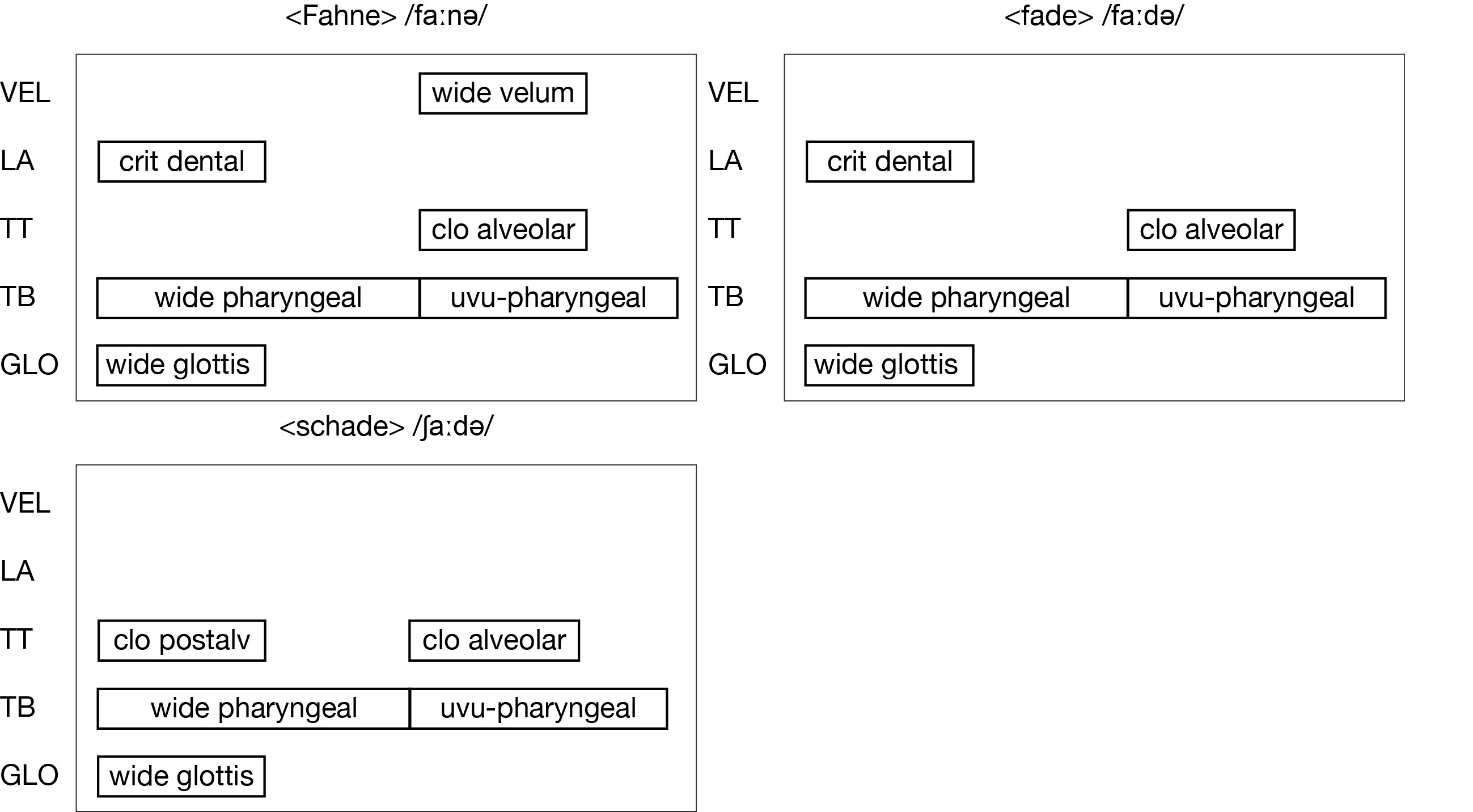 <Fahne> /faːnə/
VEL wide velum
LA crit dental
TT clo alveolar
TB wide pharyngeal uvu-pharyngeal
GLO wide glottis
<fade> /faːdə/
VEL
LA crit dental
TT clo alveolar
TB wide pharyngeal uvu-pharyngeal
GLO wide glottis
<schade> /ʃaːdə/
VEL
LA
TT clo postalv clo alveolar
TB wide pharyngeal uvu-pharyngeal
GLO wide glottis